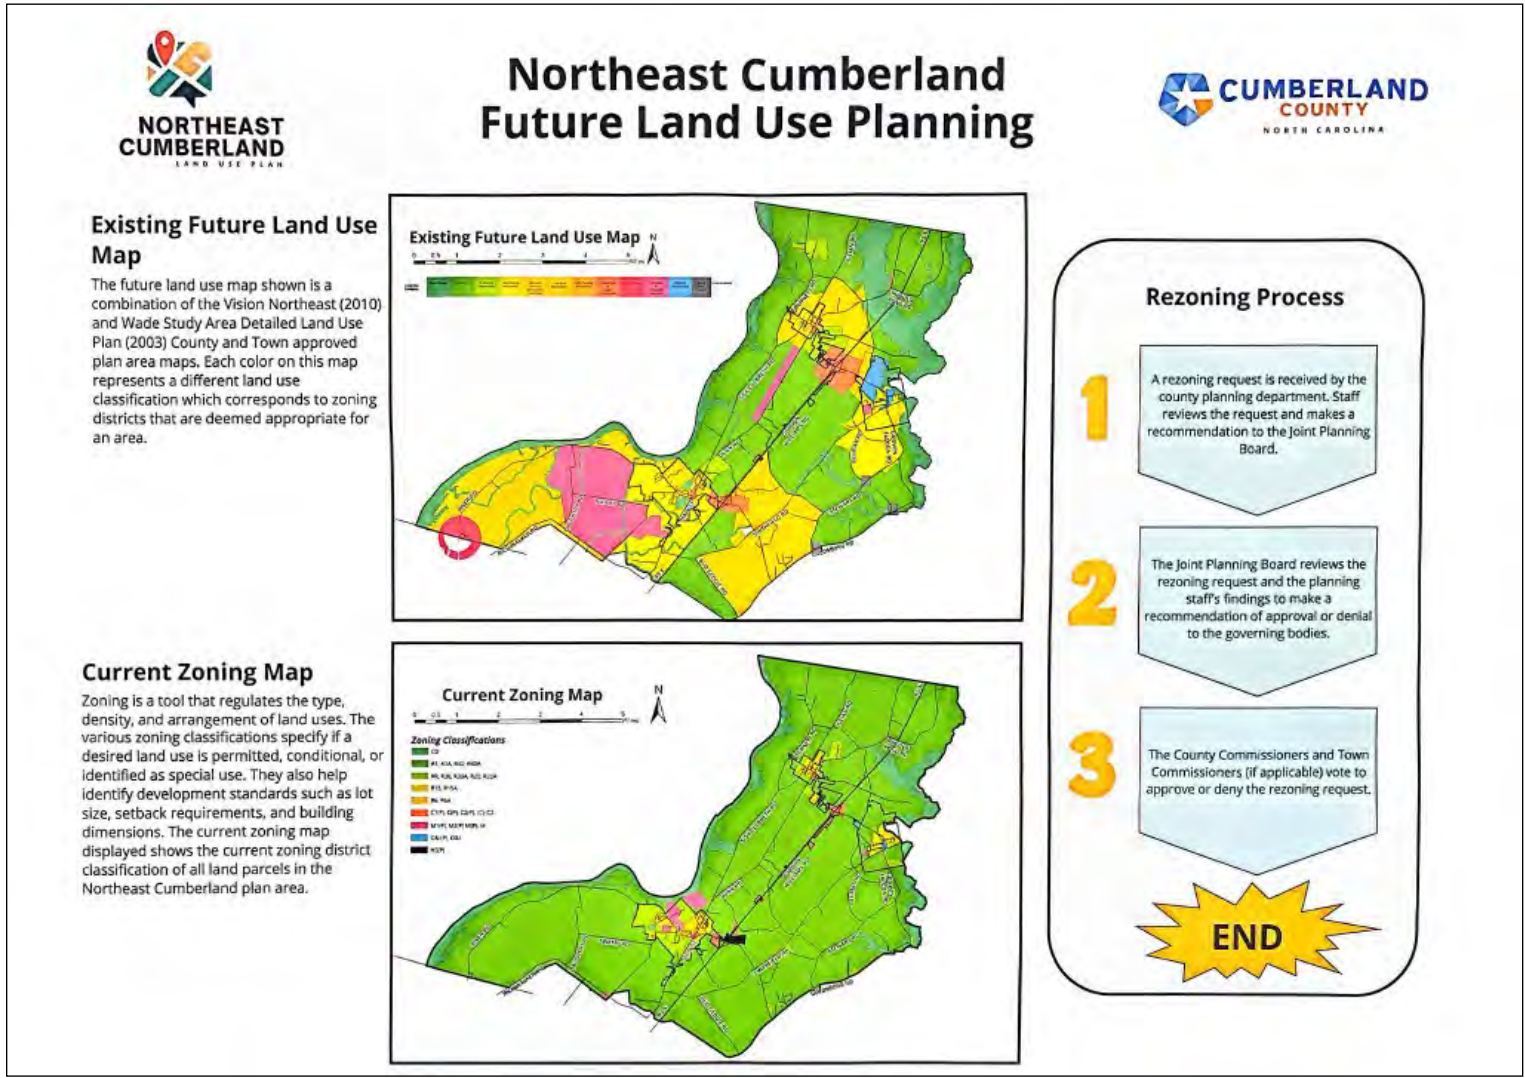 NORTHEAST
CUMBERLAND
LAND USE PLAN
Northeast Cumberland
Future Land Use Planning
CUMBERLAND
COUNTY
NORTH CAROLINA
Existing Future Land Use
Map
The future land use map shown is a
combination of the Vision Northeast (2010)
and Wade Study Area Detailed Land Use
Plan (2003) County and Town approved
plan area maps. Each color on this map
represents a different land use
classification which corresponds to zoning
districts that are deemed appropriate for
an area.
Existing Future Land Use Map
N
Current Zoning Map
Zoning is a tool that regulates the type,
density, and arrangement of land uses. The
various zoning classifications specify if a
desired land use is permitted, conditional, or
identified as special use. They also help
identify development standards such as lot
size, setback requirements, and building
dimensions. The current zoning map
displayed shows the current zoning district
classification of all land parcels in the
Northeast Cumberland plan area.
Current Zoning Map
N
Zoning Classifications
CD
Rezoning Process
1
A rezoning request is received by the
county planning department. Staff
reviews the request and makes a
recommendation to the Joint Planning
Board.
2
The Joint Planning Board reviews the
rezoning request and the planning
staff's findings to make a
recommendation of approval or denial
to the governing bodies.
3
The County Commissioners and Town
Commissioners (if applicable) vote to
approve or deny the rezoning request.
END